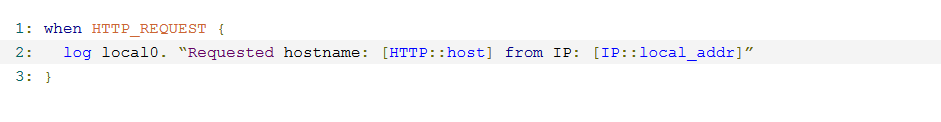 1: when HTTP_REQUEST {
2:   log local0. “Requested hostname: [HTTP::host] from IP: [IP::local_addr]”
3: }